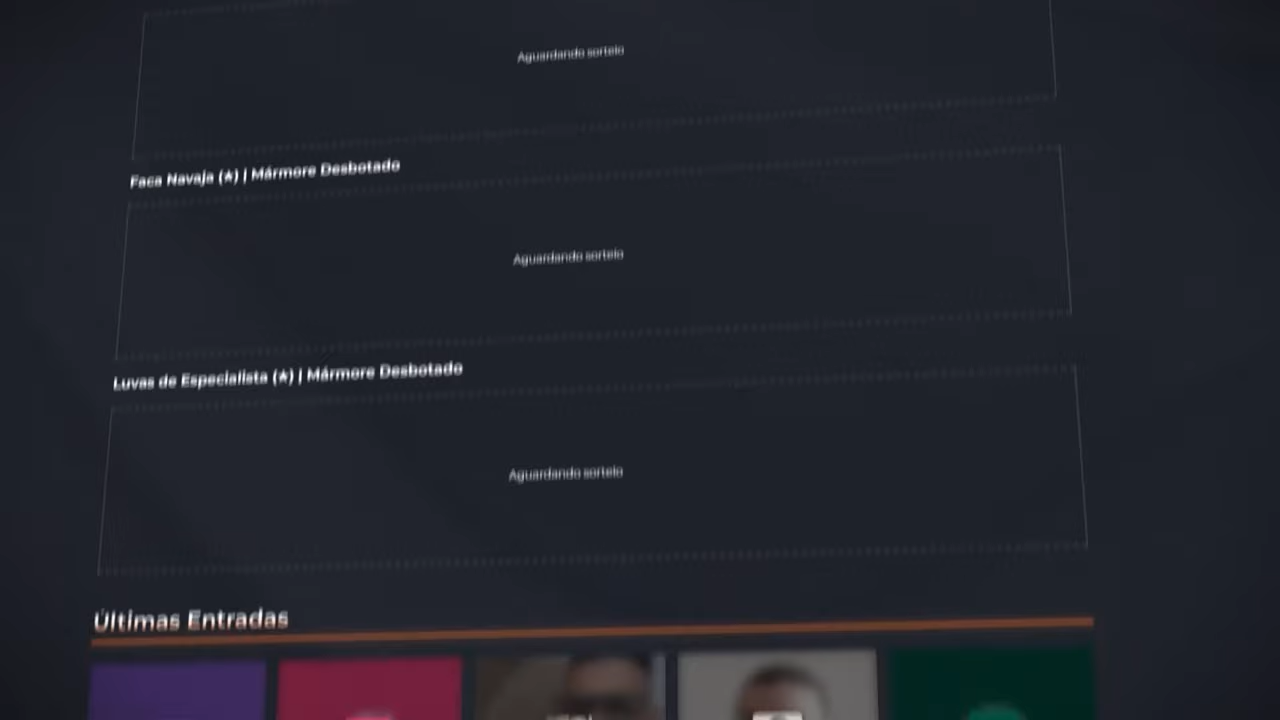 Aguardando sorteio
Faca Navaja (★) | Mármore Desbotado
Aguardando sorteio
Luvas de Especialista (★) | Mármore Desbotado
Aguardando sorteio
Últimas Entradas